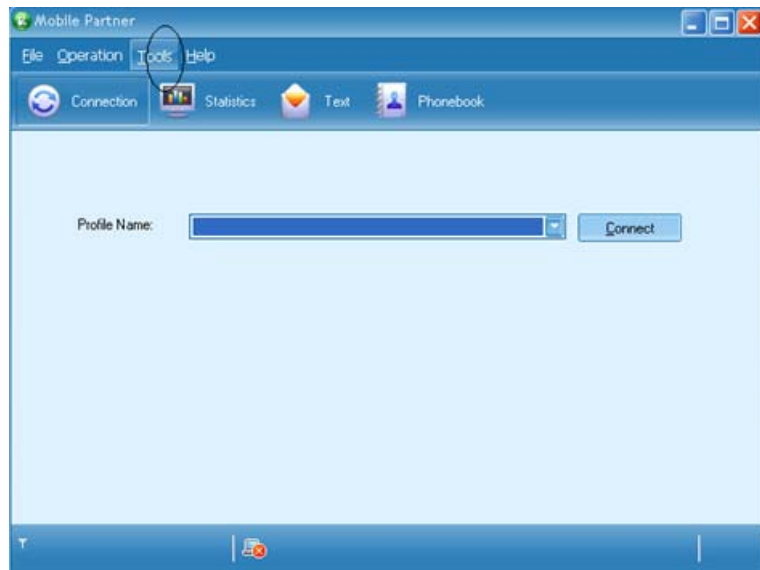 Mobile Partner
File Operation Tools Help
Connection Statistics Text Phonebook
Profile Name: Connect